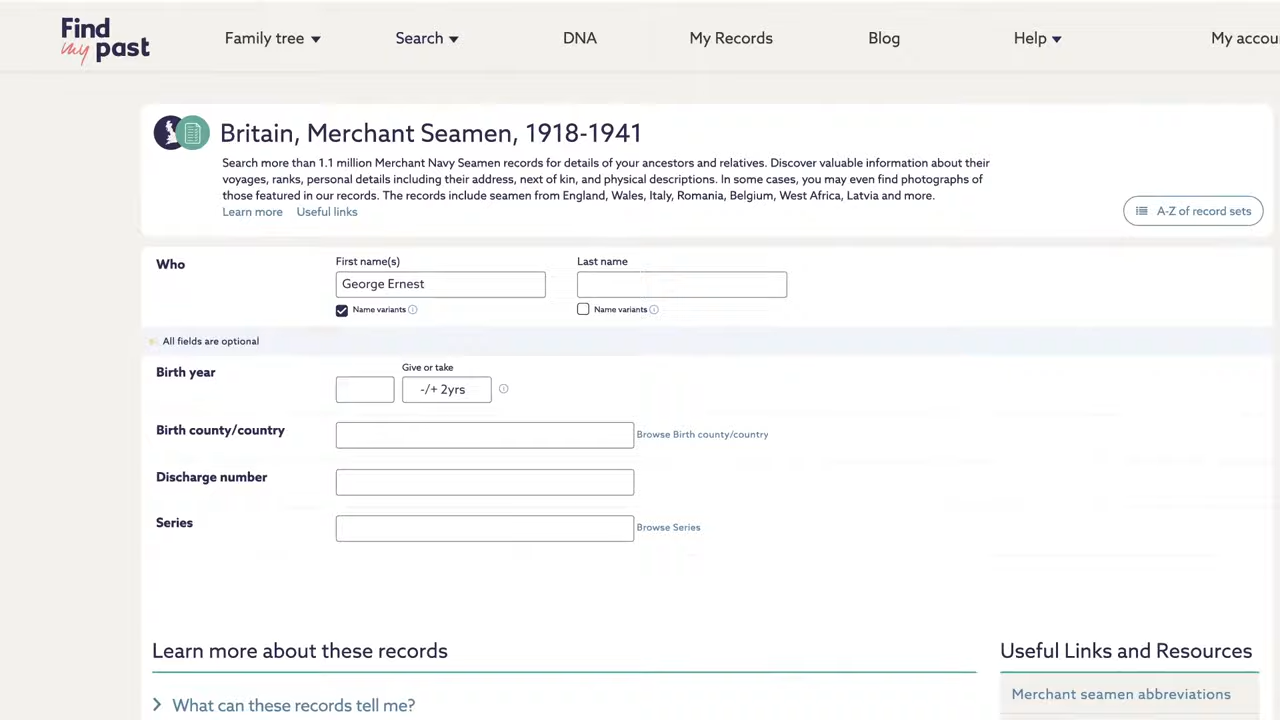 Find
my past
Family tree
Search
DNA
My Records
Blog
Help
My accou
Britain, Merchant Seamen, 1918-1941
Search more than 1.1 million Merchant Navy Seamen records for details of your ancestors and relatives. Discover valuable information about their
voyages, ranks, personal details including their address, next of kin, and physical descriptions. In some cases, you may even find photographs of
those featured in our records. The records include seamen from England, Wales, Italy, Romania, Belgium, West Africa, Latvia and more.
Learn more Useful links
A-Z of record sets
Who
First name(s)
Last name
George Ernest
Name variants
Name variants
All fields are optional
Birth year
Give or take
-/+ 2yrs
Birth county/country
Browse Birth county/country
Discharge number
Series
Browse Series
Learn more about these records
Useful Links and Resources
What can these records tell me?
Merchant seamen abbreviations